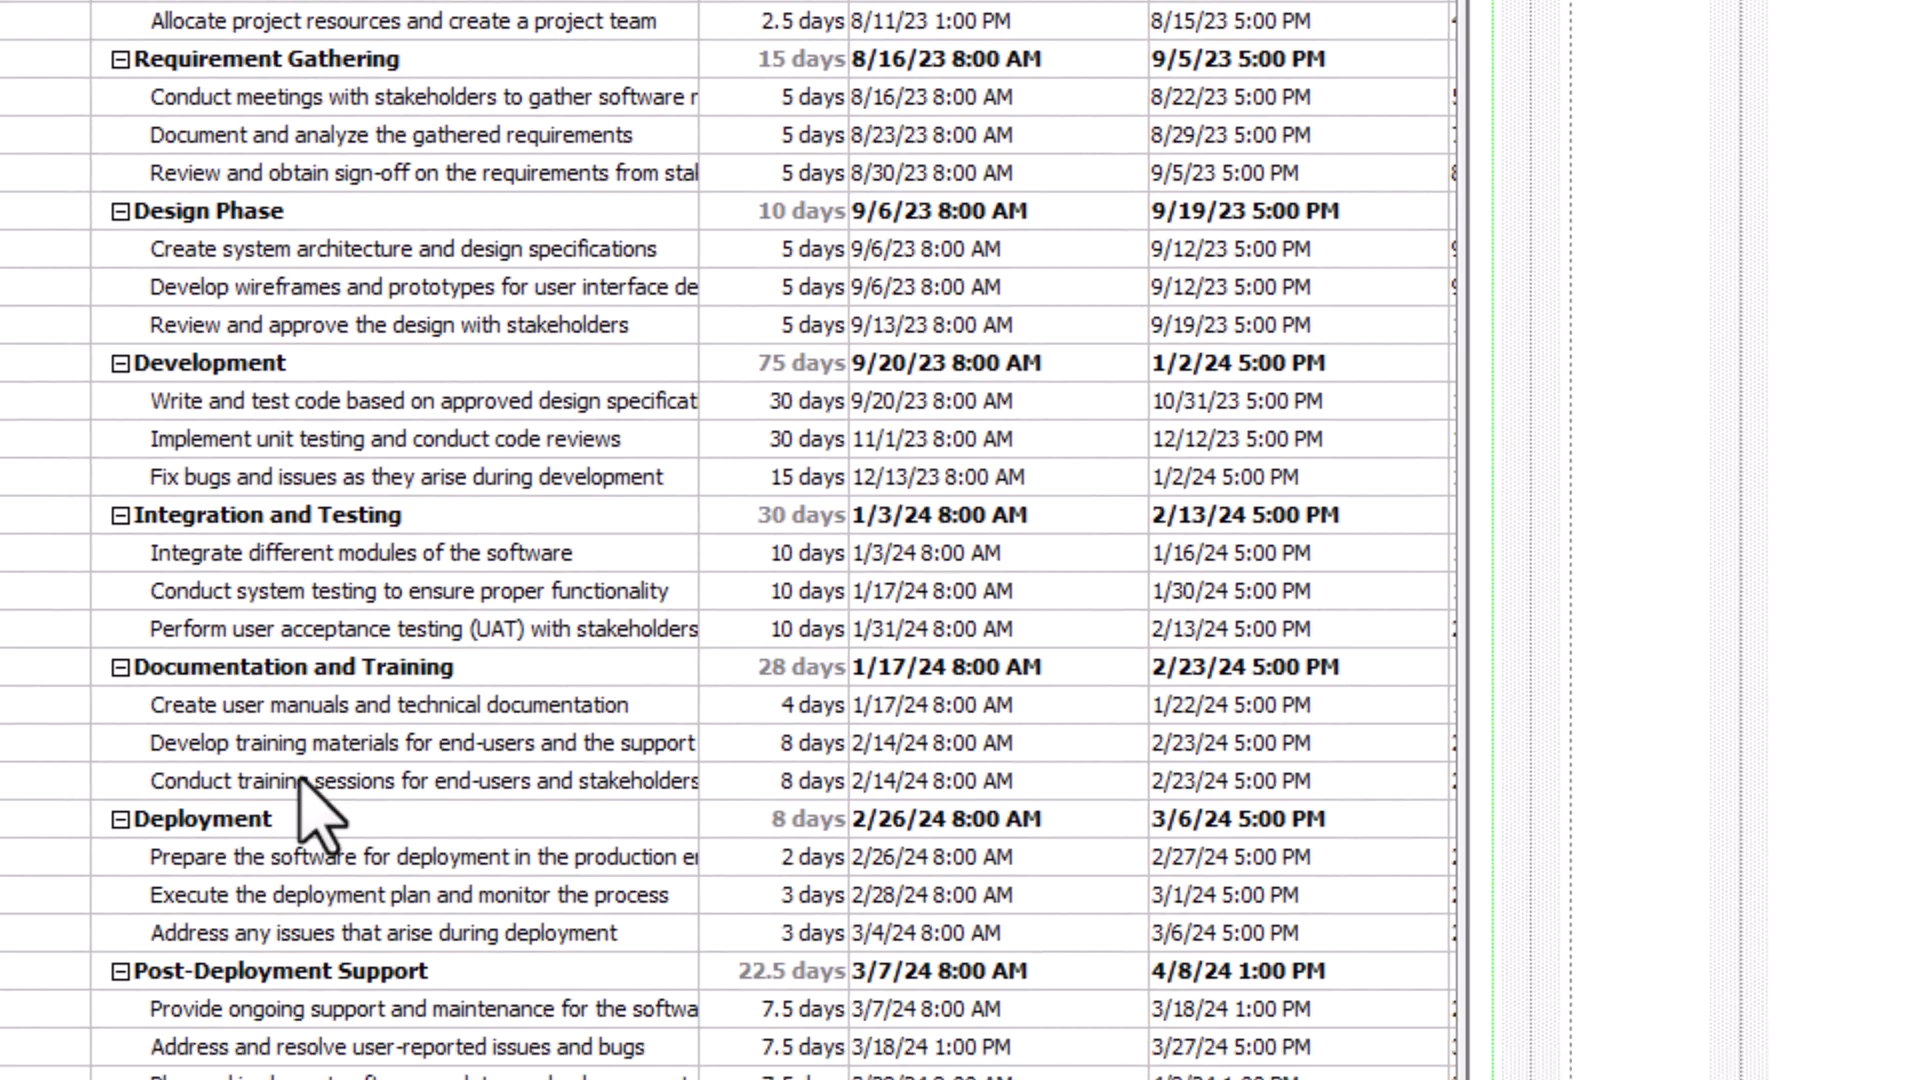 Allocate project resources and create a project team 2.5 days 8/11/23 1:00 PM 8/15/23 5:00 PM
Requirement Gathering 15 days 8/16/23 8:00 AM 9/5/23 5:00 PM
Conduct meetings with stakeholders to gather software r 5 days 8/16/23 8:00 AM 8/22/23 5:00 PM
Document and analyze the gathered requirements 5 days 8/23/23 8:00 AM 8/29/23 5:00 PM
Review and obtain sign-off on the requirements from stal 5 days 8/30/23 8:00 AM 9/5/23 5:00 PM
Design Phase 10 days 9/6/23 8:00 AM 9/19/23 5:00 PM
Create system architecture and design specifications 5 days 9/6/23 8:00 AM 9/12/23 5:00 PM
Develop wireframes and prototypes for user interface de 5 days 9/6/23 8:00 AM 9/12/23 5:00 PM
Review and approve the design with stakeholders 5 days 9/13/23 8:00 AM 9/19/23 5:00 PM
Development 75 days 9/20/23 8:00 AM 1/2/24 5:00 PM
Write and test code based on approved design specificat 30 days 9/20/23 8:00 AM 10/31/23 5:00 PM
Implement unit testing and conduct code reviews 30 days 11/1/23 8:00 AM 12/12/23 5:00 PM
Fix bugs and issues as they arise during development 15 days 12/13/23 8:00 AM 1/2/24 5:00 PM
Integration and Testing 30 days 1/3/24 8:00 AM 2/13/24 5:00 PM
Integrate different modules of the software 10 days 1/3/24 8:00 AM 1/16/24 5:00 PM
Conduct system testing to ensure proper functionality 10 days 1/17/24 8:00 AM 1/30/24 5:00 PM
Perform user acceptance testing (UAT) with stakeholders 10 days 1/31/24 8:00 AM 2/13/24 5:00 PM
Documentation and Training 28 days 1/17/24 8:00 AM 2/23/24 5:00 PM
Create user manuals and technical documentation 4 days 1/17/24 8:00 AM 1/22/24 5:00 PM
Develop training materials for end-users and the support 8 days 2/14/24 8:00 AM 2/23/24 5:00 PM
Conduct training sessions for end-users and stakeholders 8 days 2/14/24 8:00 AM 2/23/24 5:00 PM
Deployment 8 days 2/26/24 8:00 AM 3/6/24 5:00 PM
Prepare the software for deployment in the production 2 days 2/26/24 8:00 AM 2/27/24 5:00 PM
Execute the deployment plan and monitor the process 3 days 2/28/24 8:00 AM 3/1/24 5:00 PM
Address any issues that arise during deployment 3 days 3/4/24 8:00 AM 3/6/24 5:00 PM
Post-Deployment Support 22.5 days 3/7/24 8:00 AM 4/8/24 1:00 PM
Provide ongoing support and maintenance for the softwa 7.5 days 3/7/24 8:00 AM 3/18/24 1:00 PM
Address and resolve user-reported issues and bugs 7.5 days 3/18/24 1:00 PM 3/27/24 5:00 PM